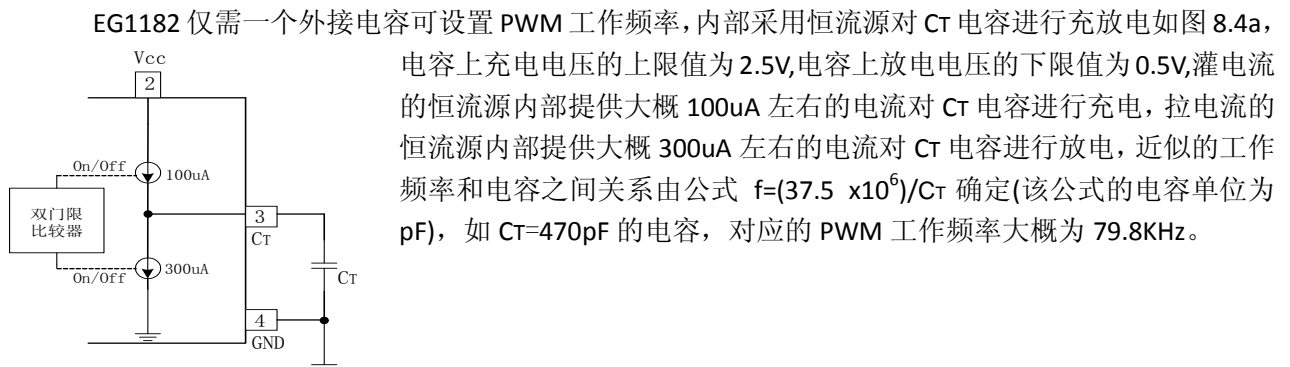 EG1182 仅需一个外接电容可设置 PWM 工作频率，内部采用恒流源对 CT 电容进行充放电如图 8.4a，
电容上充电电压的上限值为 2.5V,电容上放电电压的下限值为 0.5V,灌电流
的恒流源内部提供大概 100uA 左右的电流对 CT 电容进行充电，拉电流的
恒流源内部提供大概 300uA 左右的电流对 CT 电容进行放电，近似的工作
频率和电容之间关系由公式 f=(37.5 x10⁶)/CT 确定(该公式的电容单位为
pF)，如 CT=470pF 的电容，对应的 PWM 工作频率大概为 79.8KHz。
Vcc
2
On/Off
100uA
双门限
比较器
3
CT
On/Off
300uA
CT
4
GND